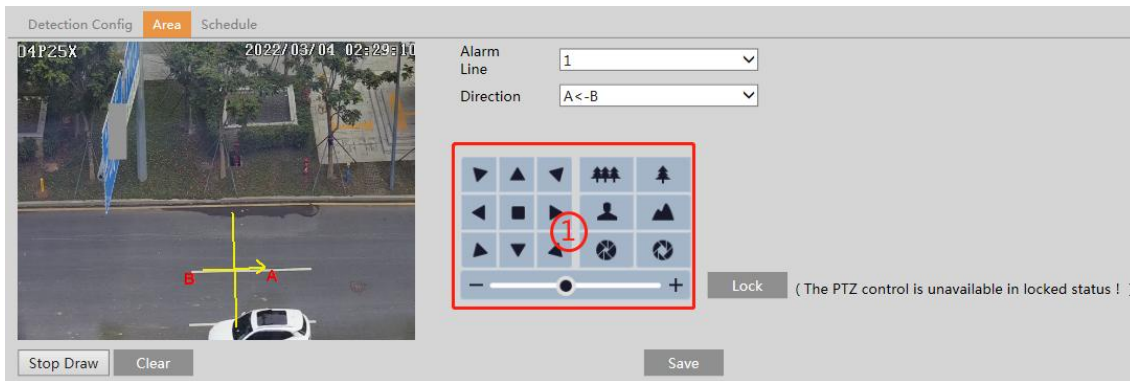 Detection Config Area Schedule
04P25X 2022/03/04 02:29:10
Alarm Line 1
Direction A<-B
1
B A
Lock ( The PTZ control is unavailable in locked status ! )
Stop Draw Clear Save